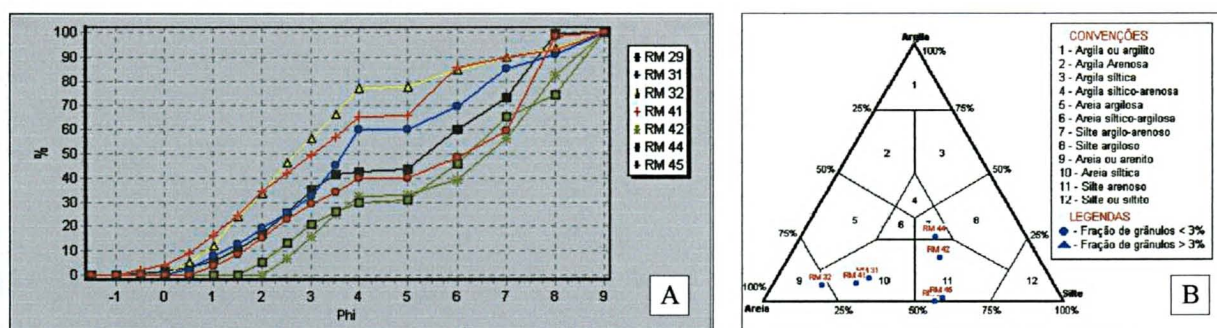 100
90
80
70
60
50
40
30
20
10
0
%
-1 0 1 2 3 4 5 6 7 8 9
Phi
RM 29
RM 31
RM 32
RM 41
RM 42
RM 44
RM 45
A
Argila
100%
1
25% 75%
2 3
50% 50%
4
5 6 7 8
RM 44
75% 25%
RM 42
RM 32 RM 41
9 10 11 12
RM 45
100% 100%
Areia 25% 50% 75% Silte
CONVENÇÕES
1 - Argila ou argilito
2 - Argila Arenosa
3 - Argila síltica
4 - Argila síltico-arenosa
5 - Areia argilosa
6 - Areia síltico-argilosa
7 - Silte argilo-arenoso
8 - Silte argiloso
9 - Areia ou arenito
10 - Areia síltica
11 - Silte arenoso
12 - Silte ou siltito
LEGENDAS
- Fração de grânulos < 3%
- Fração de grânulos > 3%
B